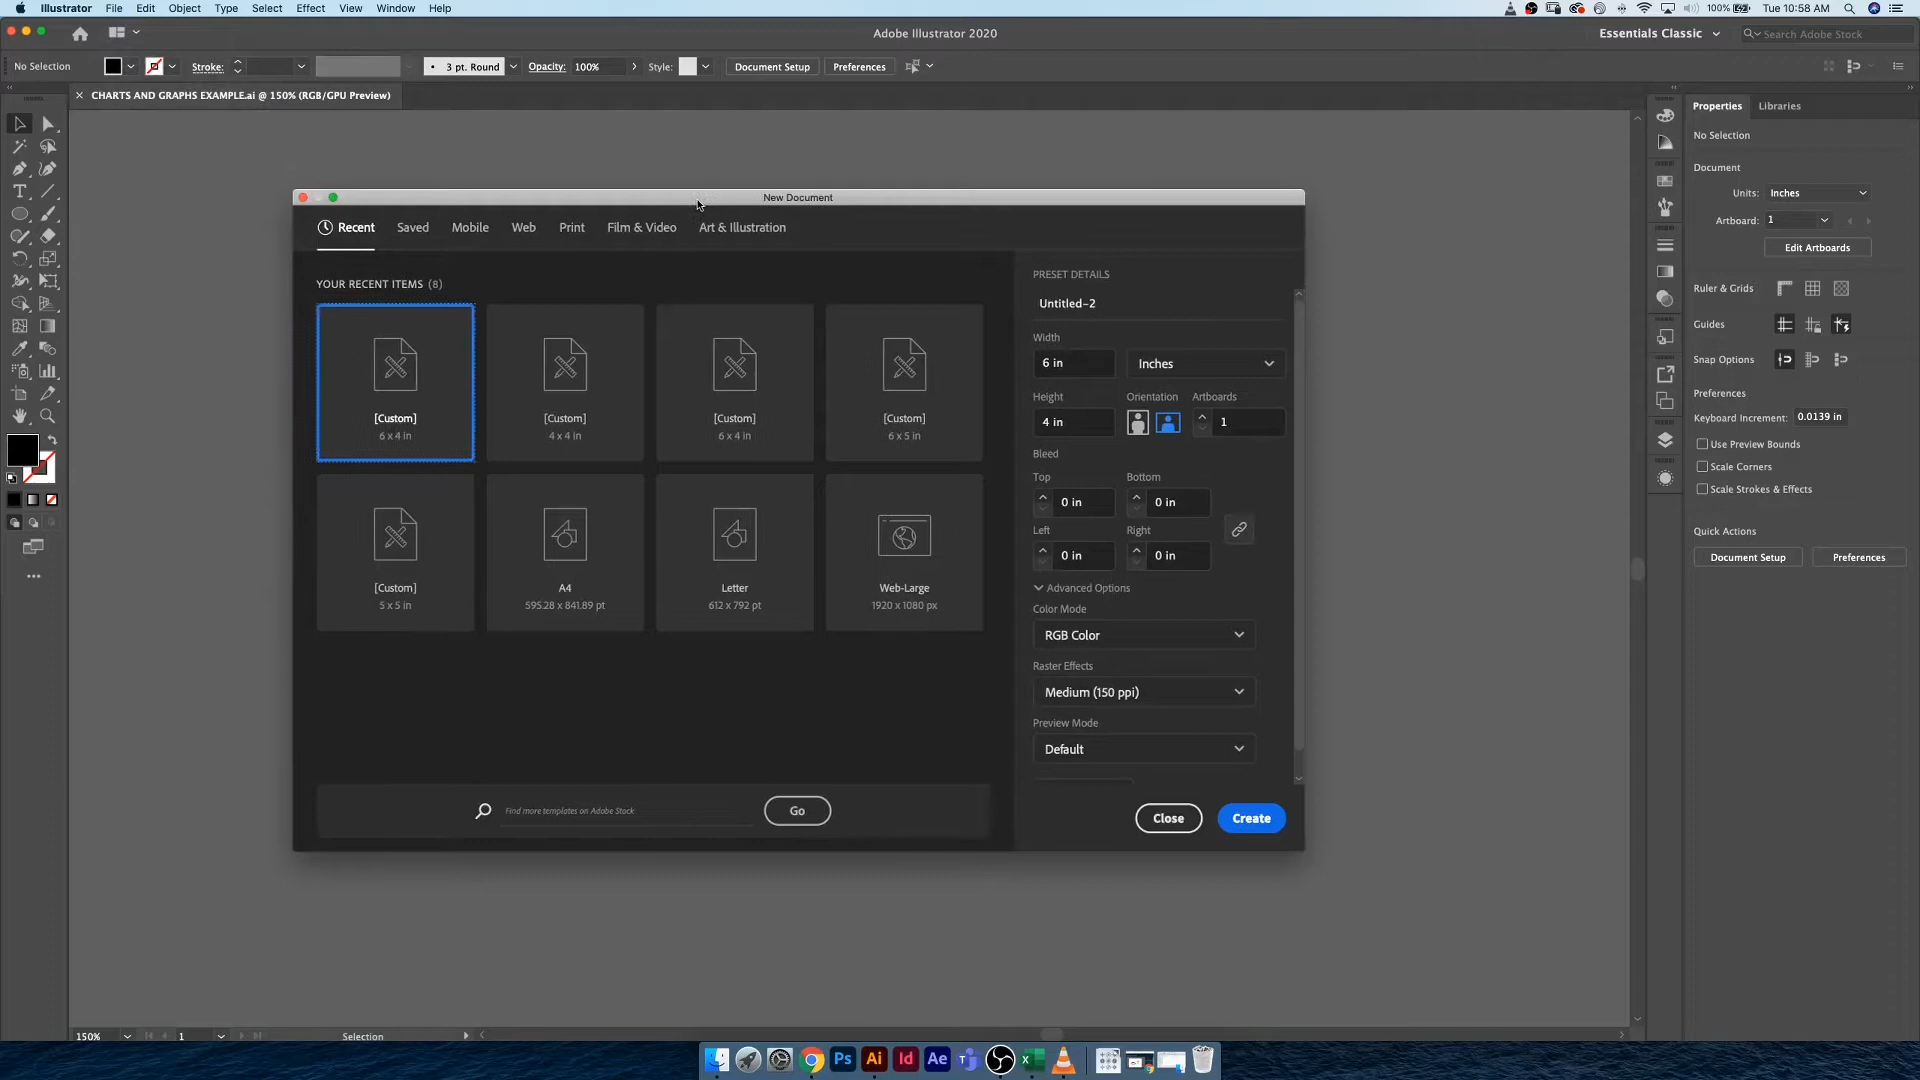 Illustrator File Edit Object Type Select Effect View Window Help
100% Tue 10:58 AM
Adobe Illustrator 2020
Essentials Classic
Search Adobe Stock
No Selection Stroke: 3 pt. Round Opacity: 100% Style: Document Setup Preferences
CHARTS AND GRAPHS EXAMPLE.ai @ 150% (RGB/GPU Preview)
New Document
Recent Saved Mobile Web Print Film & Video Art & Illustration
YOUR RECENT ITEMS (8)
[Custom]
6 x 4 in
[Custom]
4 x 4 in
[Custom]
6 x 4 in
[Custom]
6 x 5 in
[Custom]
5 x 5 in
A4
595.28 x 841.89 pt
Letter
612 x 792 pt
Web-Large
1920 x 1080 px
Find more templates on Adobe Stock
Go
PRESET DETAILS
Untitled-2
Width
6 in Inches
Height Orientation Artboards
4 in 1
Bleed
Top Bottom
0 in 0 in
Left Right
0 in 0 in
Advanced Options
Color Mode
RGB Color
Raster Effects
Medium (150 ppi)
Preview Mode
Default
Close Create
Properties Libraries
No Selection
Document
Units: Inches
Artboard: 1
Edit Artboards
Ruler & Grids
Guides
Snap Options
Preferences
Keyboard Increment: 0.0139 in
Use Preview Bounds
Scale Corners
Scale Strokes & Effects
Quick Actions
Document Setup Preferences
150% 1 Selection
Ps Ai Id Ae